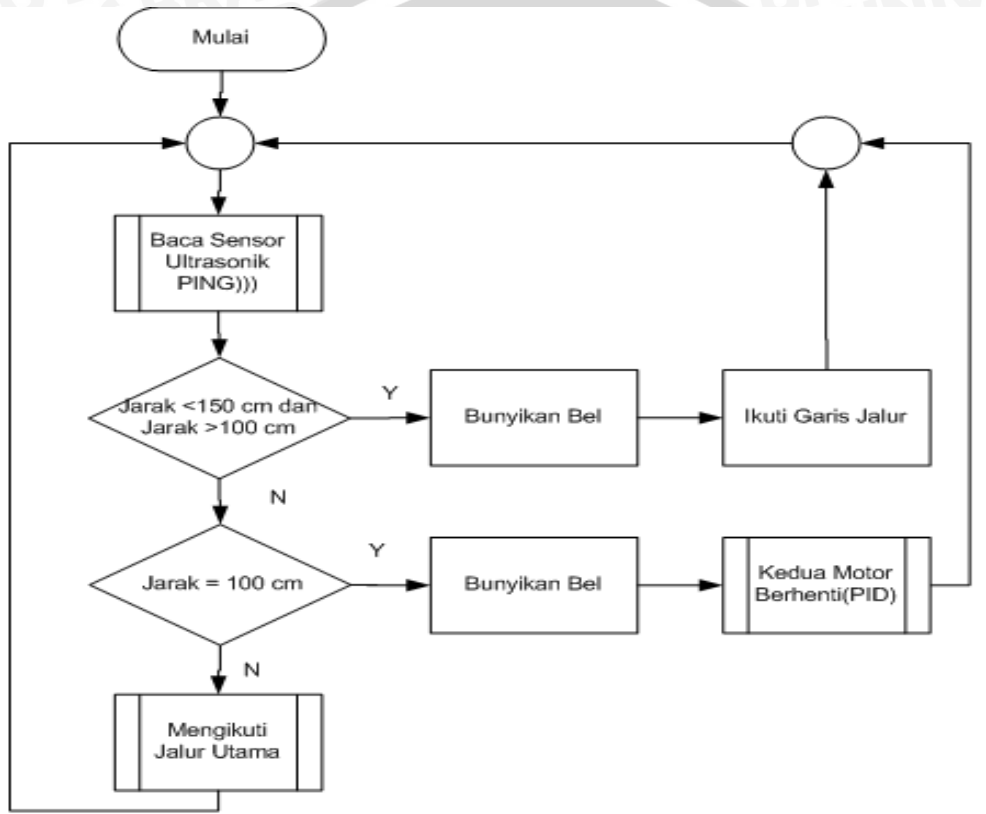 Mulai
Baca Sensor
Ultrasonik
PING)))
Jarak <150 cm dan
Jarak >100 cm
Y
Bunyikan Bel
Ikuti Garis Jalur
N
Jarak = 100 cm
Y
Bunyikan Bel
Kedua Motor
Berhenti(PID)
N
Mengikuti
Jalur Utama